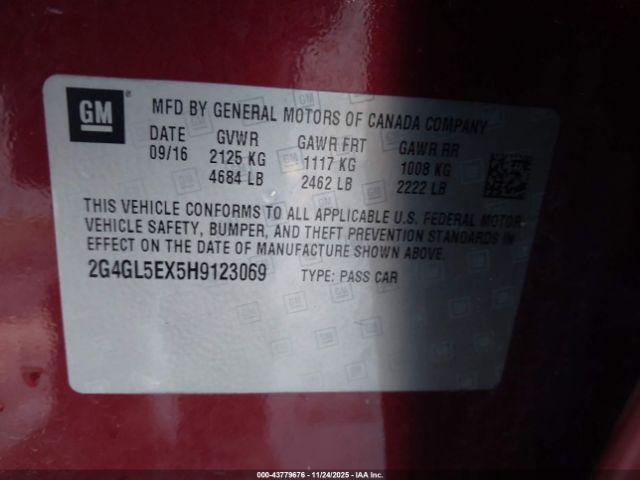 GM ® MFD BY GENERAL MOTORS OF CANADA COMPANY
DATE GVWR GAWR FRT GAWR RR
09/16 2125 KG 1117 KG 1008 KG
4684 LB 2462 LB 2222 LB
THIS VEHICLE CONFORMS TO ALL APPLICABLE U.S. FEDERAL MOTOR
VEHICLE SAFETY, BUMPER, AND THEFT PREVENTION STANDARDS IN
EFFECT ON THE DATE OF MANUFACTURE SHOWN ABOVE.
2G4GL5EX5H9123069 TYPE: PASS CAR
000-43779676 - 11/24/2025 - IAA Inc.